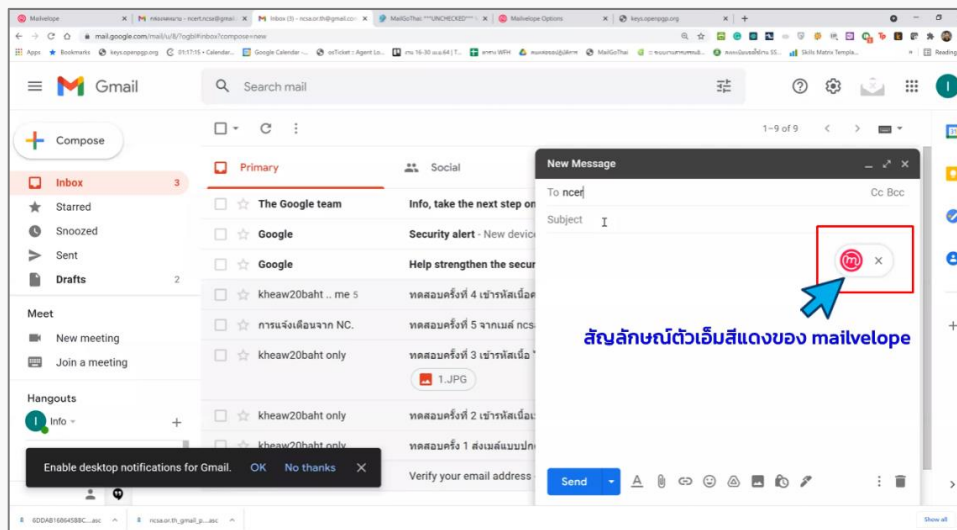 Mailvelope
Inbox (3) - ncsa.or.th@gmail.com
MailGoThai ***UNCHECKED***
Mailvelope Options
keys.openpgp.org
Apps
Bookmarks
keys.openpgp.org
Google Calendar
MailGoThai
Skills Matrix Templa...
Reading
Gmail
Search mail
Compose
1–9 of 9
Primary
Social
Inbox 3
Starred
Snoozed
Sent
Drafts 2
Meet
New meeting
Join a meeting
Hangouts
Info
The Google team Info, take the next step on
Google Security alert - New device
Google Help strengthen the secur
kheaw20baht .. me 5 ทดสอบครั้งที่ 4 เข้ารหัสเนื้อ
การแจ้งเตือนจาก NC. ทดสอบครั้งที่ 5 จากเมล์ ncs
kheaw20baht only ทดสอบครั้งที่ 3 เข้ารหัสเนื้อ
1.JPG
kheaw20baht only ทดสอบครั้งที่ 2 เข้ารหัสเนื้อ
kheaw20baht only ทดสอบครั้ง 1 ส่งเมล์แบบปก
Verify your email address
New Message
To ncer Cc Bcc
Subject
สัญลักษณ์ตัวเอ็มสีแดงของ mailvelope
Send
Enable desktop notifications for Gmail. OK No thanks
Show all